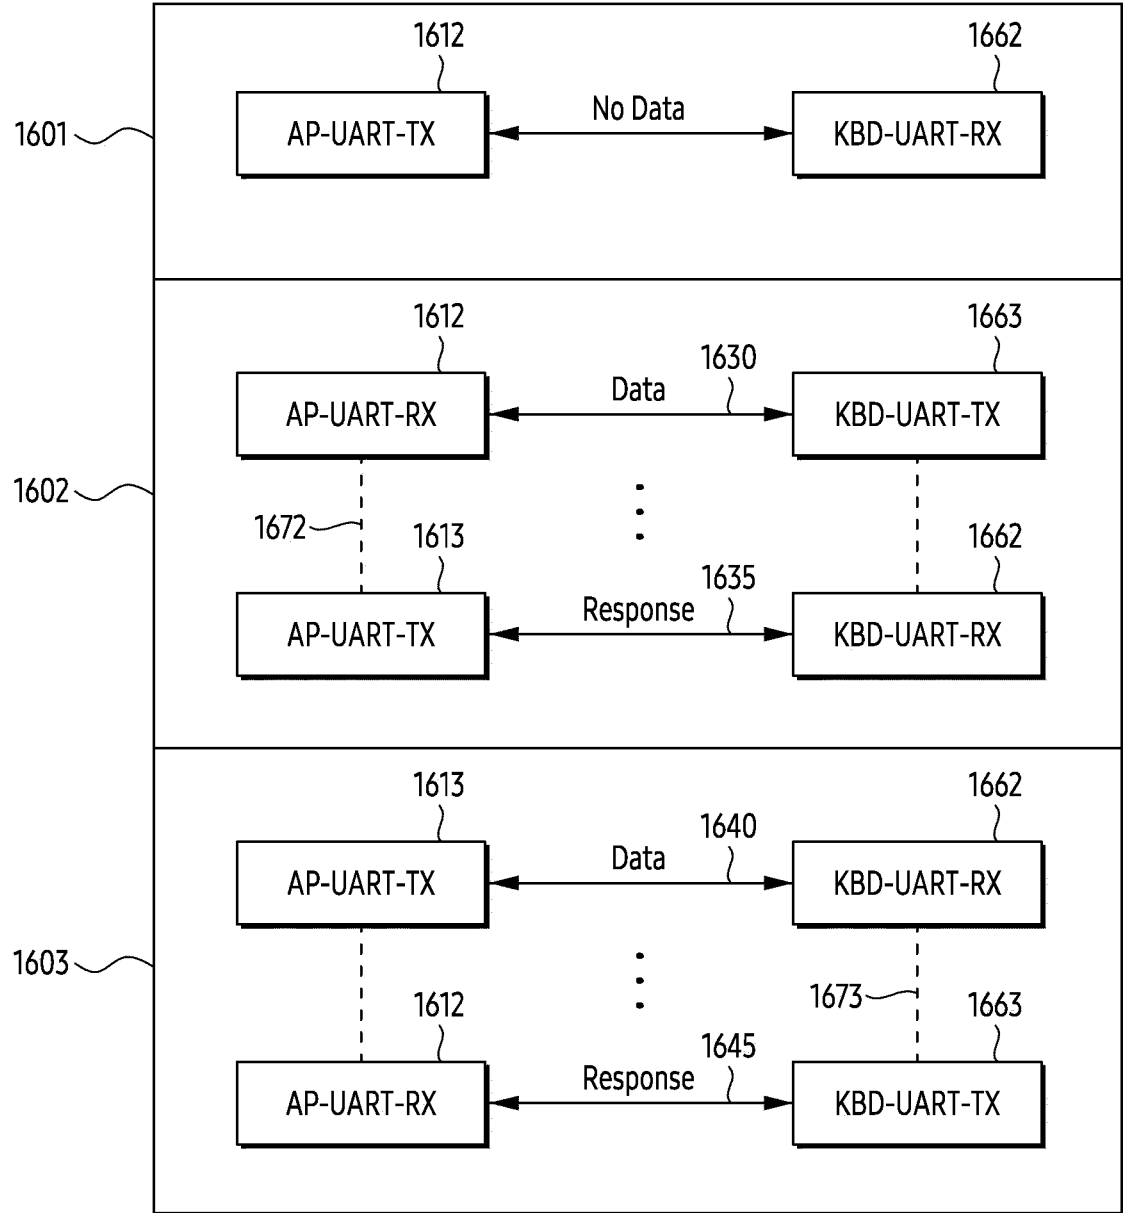 1612 1662
1601 AP-UART-TX No Data KBD-UART-RX
1612 1663
1630
AP-UART-RX Data KBD-UART-TX
1602
1672 1613 1662
1635
AP-UART-TX Response KBD-UART-RX
1613 1662
1640
AP-UART-TX Data KBD-UART-RX
1603
1612 1673 1663
1645
AP-UART-RX Response KBD-UART-TX